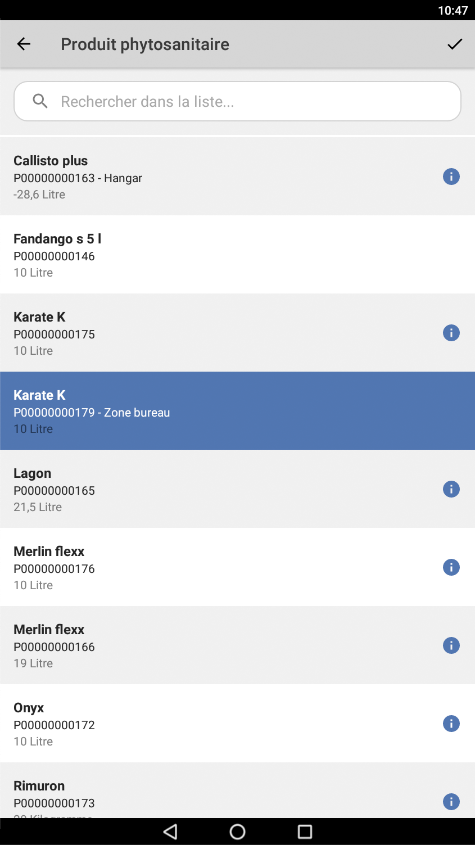 10:47
Produit phytosanitaire
Rechercher dans la liste...
Callisto plus
P00000000163 - Hangar
-28,6 Litre
Fandango s 5 l
P00000000146
10 Litre
Karate K
P00000000175
10 Litre
Karate K
P00000000179 - Zone bureau
10 Litre
Lagon
P00000000165
21,5 Litre
Merlin flexx
P00000000176
10 Litre
Merlin flexx
P00000000166
19 Litre
Onyx
P00000000172
10 Litre
Rimuron
P00000000173